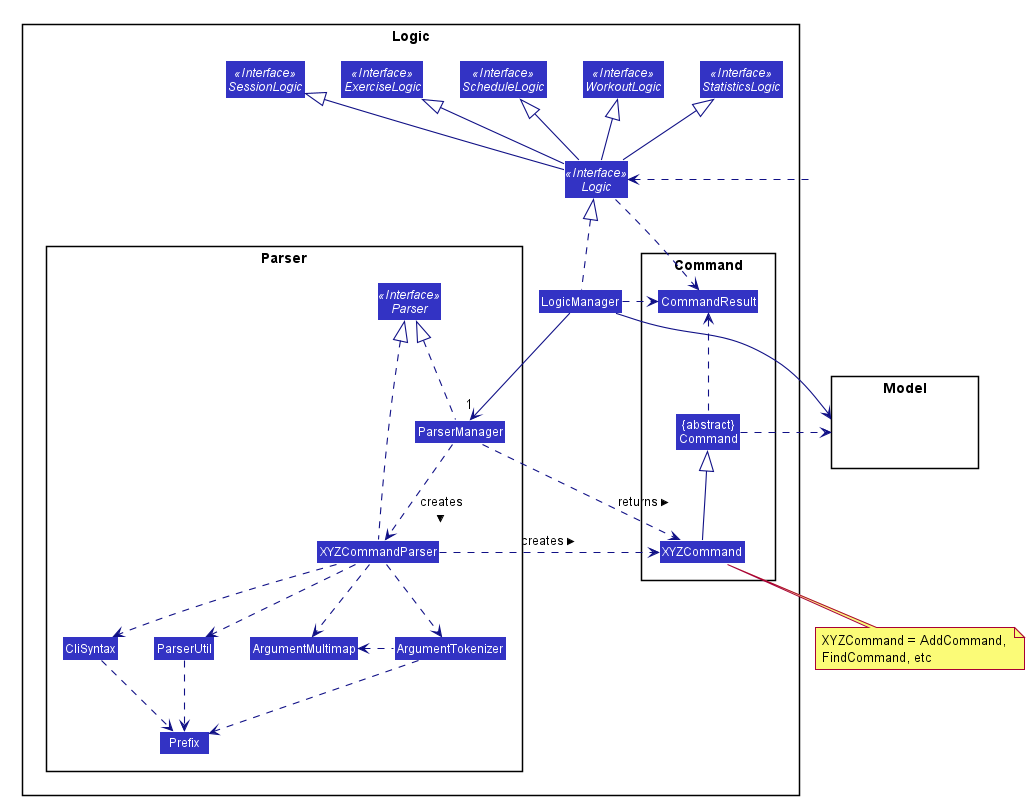 Logic
«Interface»
SessionLogic
«Interface»
ExerciseLogic
«Interface»
ScheduleLogic
«Interface»
WorkoutLogic
«Interface»
StatisticsLogic
«Interface»
Logic
Parser
Command
«Interface»
Parser
LogicManager
CommandResult
Model
1
ParserManager
{abstract}
Command
creates
returns
creates
XYZCommandParser
XYZCommand
CliSyntax
ParserUtil
ArgumentMultimap
ArgumentTokenizer
XYZCommand = AddCommand,
FindCommand, etc
Prefix